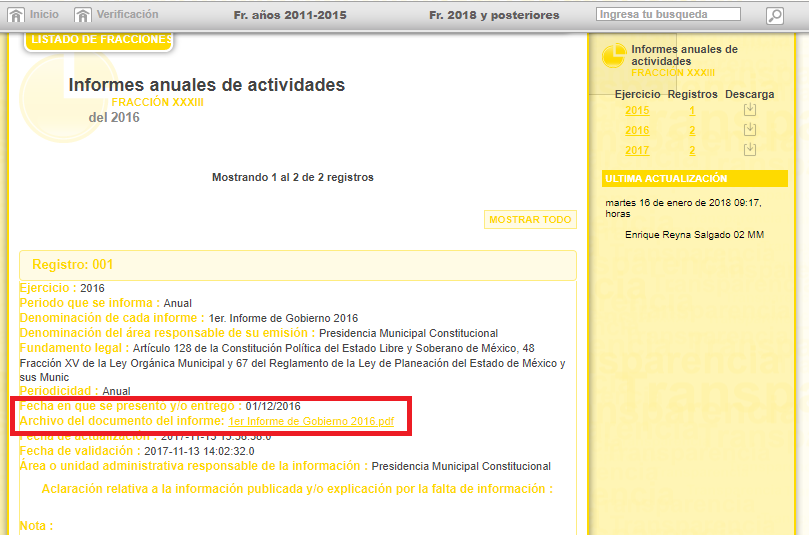 Inicio Verificación Fr. años 2011-2015 Fr. 2018 y posteriores Ingresa tu busqueda
LISTADO DE FRACCIONES
Informes anuales de actividades
FRACCIÓN XXXIII
del 2016
Mostrando 1 al 2 de 2 registros
MOSTRAR TODO
Registro: 001
Ejercicio : 2016
Periodo que se informa : Anual
Denominación de cada informe : 1er. Informe de Gobierno 2016
Denominación del área responsable de su emisión : Presidencia Municipal Constitucional
Fundamento legal : Artículo 128 de la Constitución Política del Estado Libre y Soberano de México, 48
Fracción XV de la Ley Orgánica Municipal y 67 del Reglamento de la Ley de Planeación del Estado de México y
sus Munic
Periodicidad : Anual
Fecha en que se presentó y/o entregó : 01/12/2016
Archivo del documento del informe: 1er Informe de Gobierno 2016.pdf
Fecha de actualización : 2017-11-13 13:58:58.0
Fecha de validación : 2017-11-13 14:02:32.0
Área o unidad administrativa responsable de la información : Presidencia Municipal Constitucional
Aclaración relativa a la información publicada y/o explicación por la falta de información :
Nota :
Informes anuales de
actividades
FRACCIÓN XXXIII
Ejercicio Registros Descarga
2015 1
2016 2
2017 2
ULTIMA ACTUALIZACIÓN
martes 16 de enero de 2018 09:17,
horas
Enrique Reyna Salgado 02 MM